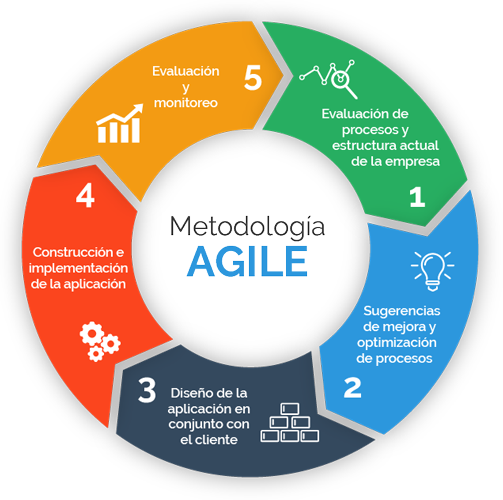 Metodología
AGILE
Evaluación de
procesos y
estructura actual
de la empresa
1
Sugerencias
de mejora y
optimización
de procesos
2
3
Diseño de la
aplicación en
conjunto con
el cliente
4
Construcción e
implementación
de la aplicación
Evaluación
y
monitoreo
5